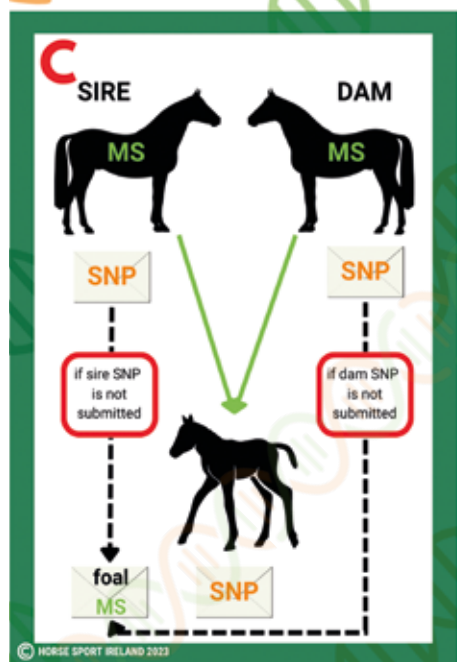 C
SIRE
DAM
MS
MS
SNP
SNP
if sire SNP
is not
submitted
if dam SNP
is not
submitted
foal
MS
SNP
© HORSE SPORT IRELAND 2023